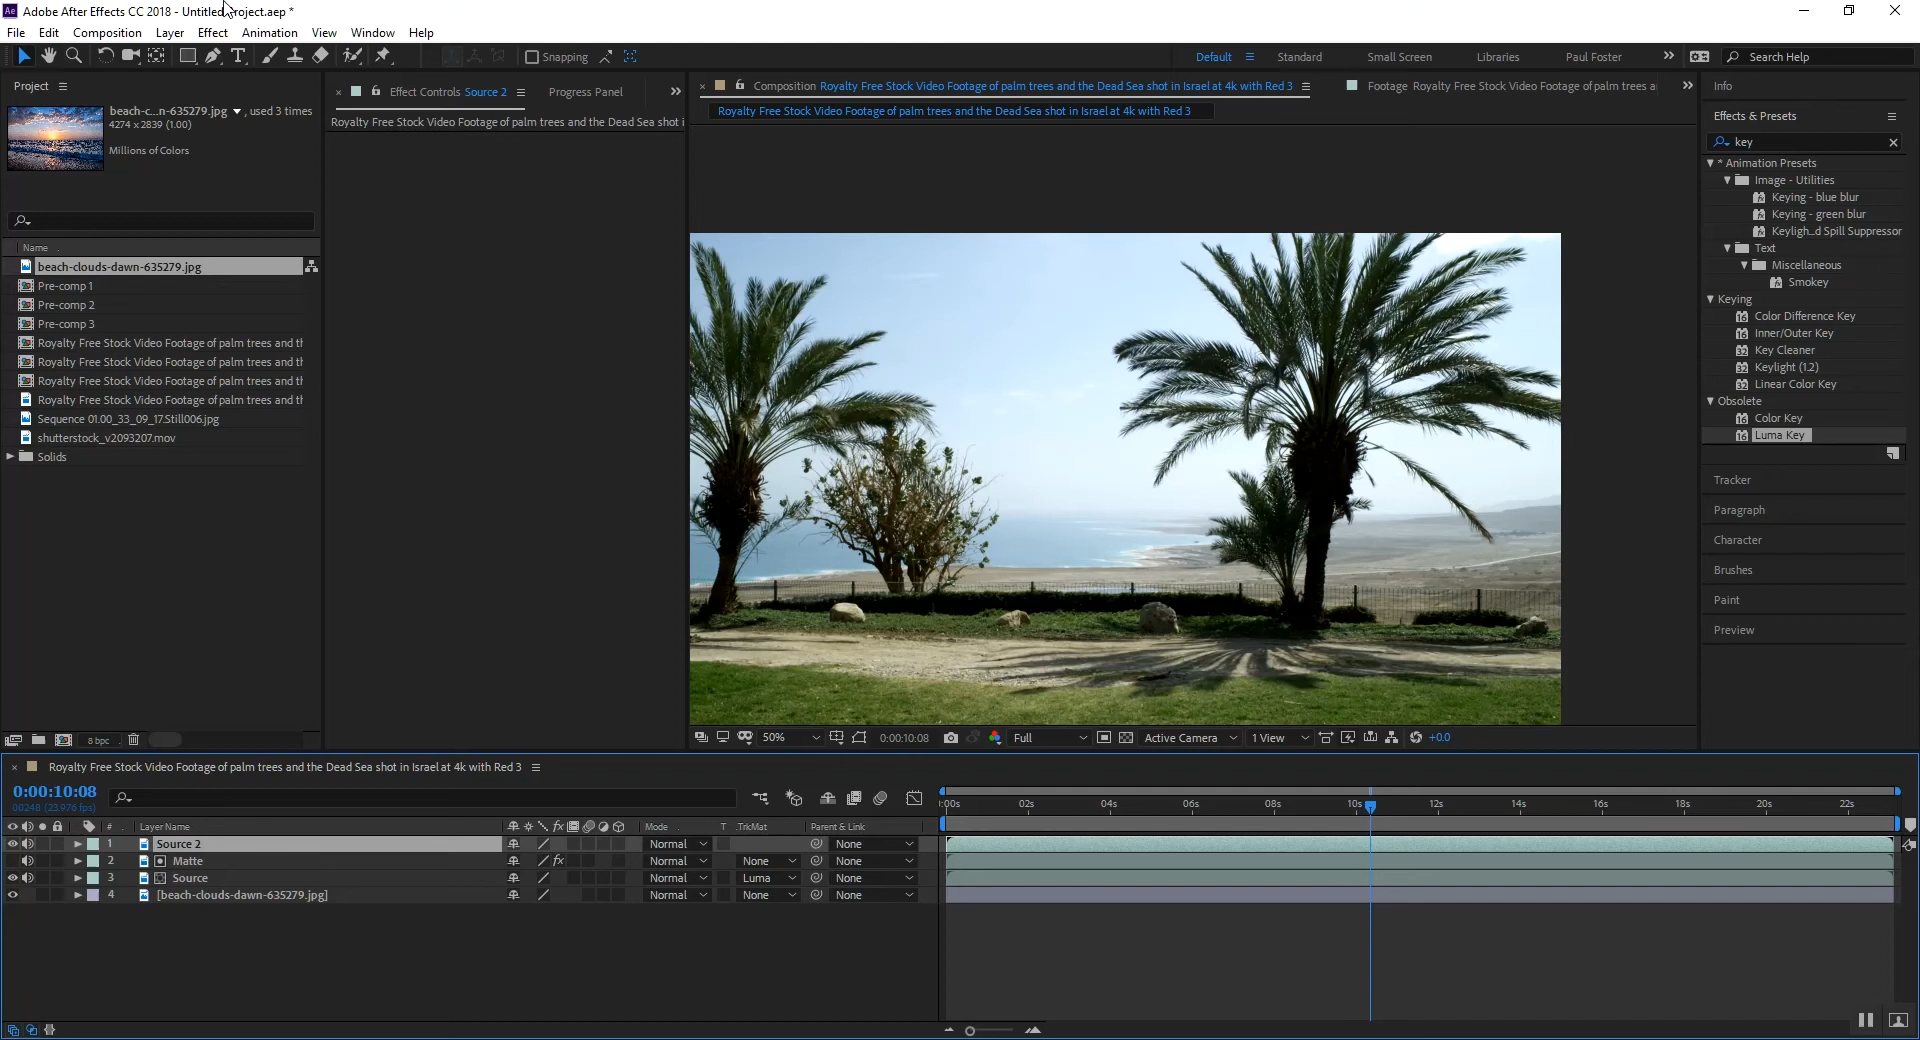 Adobe After Effects CC 2018 - Untitled Project.aep *
File Edit Composition Layer Effect Animation View Window Help
Snapping
Default Standard Small Screen Libraries Paul Foster Search Help
Project
beach-c...n-635279.jpg , used 3 times
4274 x 2839 (1.00)
Millions of Colors
Name
beach-clouds-dawn-635279.jpg
Pre-comp 1
Pre-comp 2
Pre-comp 3
Royalty Free Stock Video Footage of palm trees and th
Royalty Free Stock Video Footage of palm trees and th
Royalty Free Stock Video Footage of palm trees and th
Royalty Free Stock Video Footage of palm trees and th
Sequence 01.00_33_09_17.Still006.jpg
shutterstock_v2093207.mov
Solids
8 bpc
Effect Controls Source 2 Progress Panel
Royalty Free Stock Video Footage of palm trees and the Dead Sea shot i
Composition Royalty Free Stock Video Footage of palm trees and the Dead Sea shot in Israel at 4k with Red 3
Footage Royalty Free Stock Video Footage of palm trees a
Royalty Free Stock Video Footage of palm trees and the Dead Sea shot in Israel at 4k with Red 3
50% 0:00:10:08 Full Active Camera 1 View +0.0
Info
Effects & Presets
key
* Animation Presets
Image - Utilities
Keying - blue blur
Keying - green blur
Keyligh...d Spill Suppressor
Text
Miscellaneous
Smokey
Keying
16 Color Difference Key
16 Inner/Outer Key
32 Key Cleaner
32 Keylight (1.2)
32 Linear Color Key
Obsolete
16 Color Key
16 Luma Key
Tracker
Paragraph
Character
Brushes
Paint
Preview
Royalty Free Stock Video Footage of palm trees and the Dead Sea shot in Israel at 4k with Red 3
0:00:10:08
00248 (23.976 fps)
:00s 02s 04s 06s 08s 10s 12s 14s 16s 18s 20s 22s
# Layer Name fx Mode T .TrkMat Parent & Link
1 Source 2 Normal None
2 Matte fx Normal None None
3 Source Normal Luma None
4 [beach-clouds-dawn-635279.jpg] Normal None None